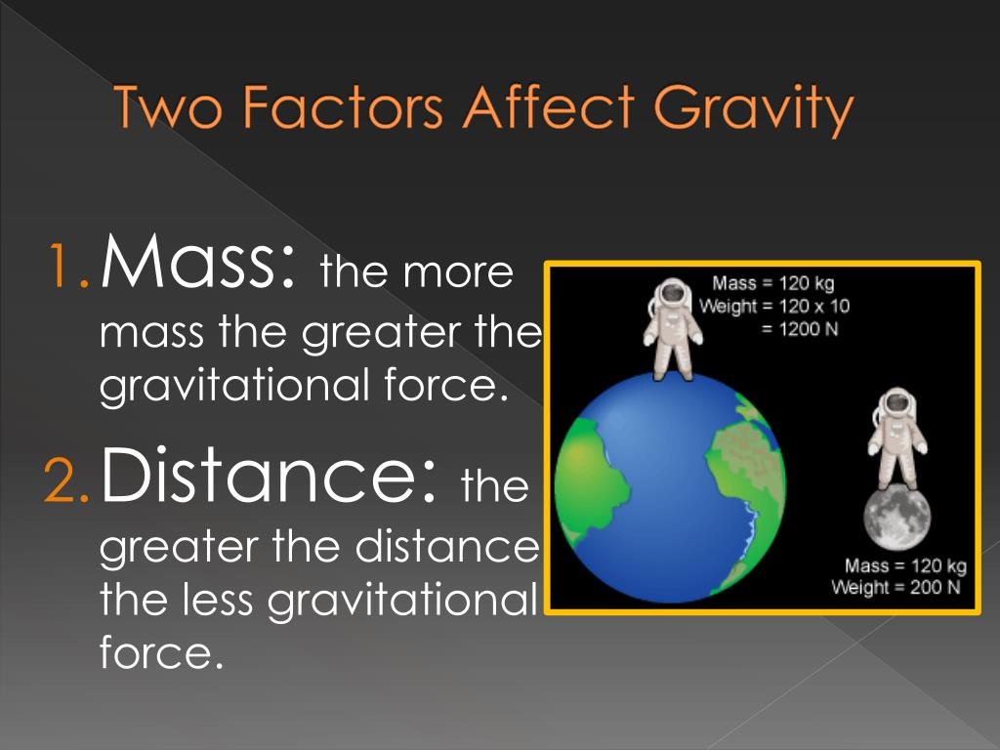 Two Factors Affect Gravity
1. Mass: the more
mass the greater the
gravitational force.
2. Distance: the
greater the distance
the less gravitational
force.
Mass = 120 kg
Weight = 120 x 10
= 1200 N
Mass = 120 kg
Weight = 200 N